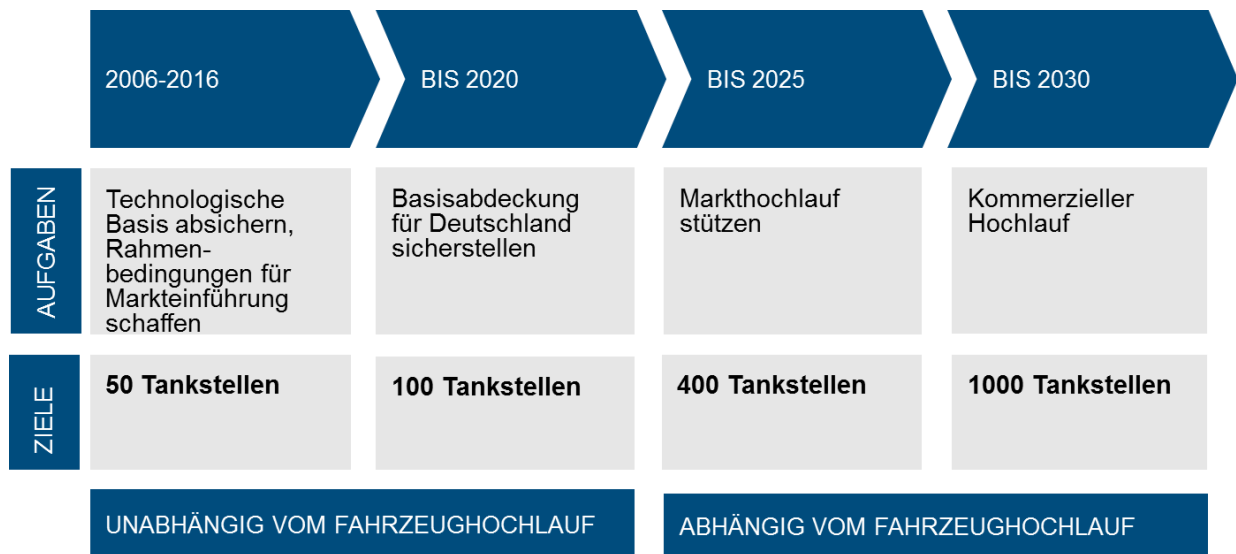 2006-2016
BIS 2020
BIS 2025
BIS 2030
AUFGABEN
Technologische
Basis absichern,
Rahmen-
bedingungen für
Markteinführung
schaffen
Basisabdeckung
für Deutschland
sicherstellen
Markthochlauf
stützen
Kommerzieller
Hochlauf
ZIELE
50 Tankstellen
100 Tankstellen
400 Tankstellen
1000 Tankstellen
UNABHÄNGIG VOM FAHRZEUGHOCHLAUF
ABHÄNGIG VOM FAHRZEUGHOCHLAUF